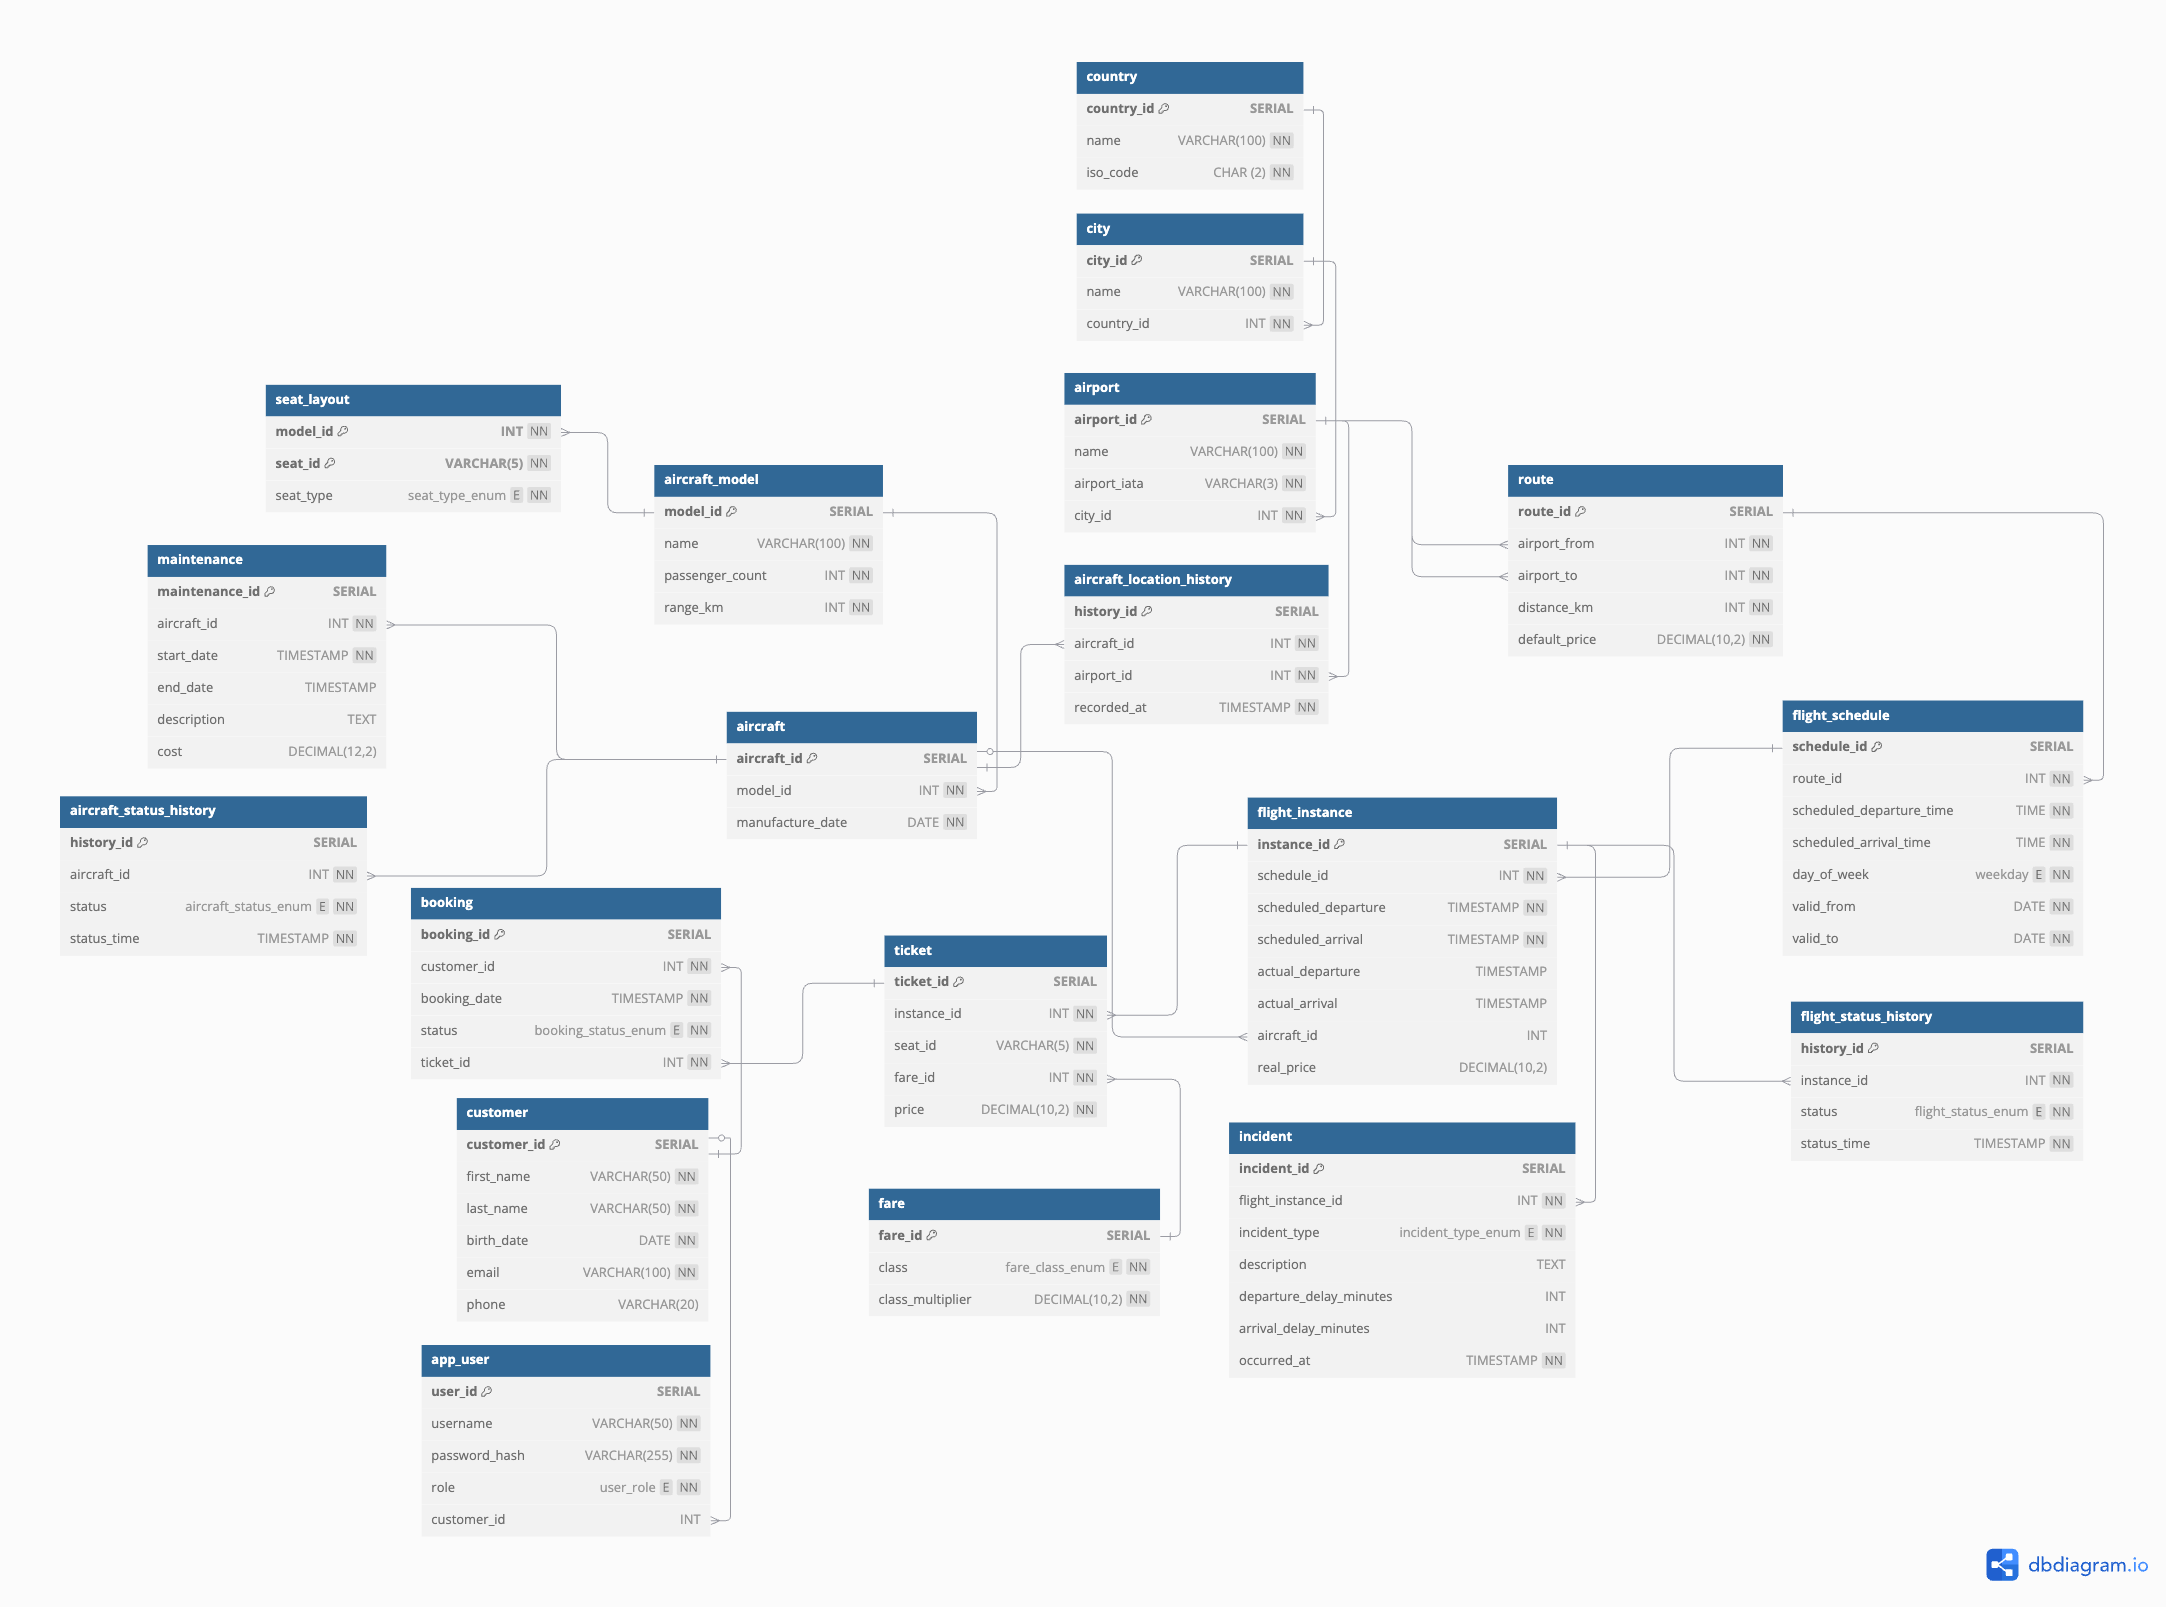 country
country_id SERIAL
name VARCHAR(100) NN
iso_code CHAR (2) NN
city
city_id SERIAL
name VARCHAR(100) NN
country_id INT NN
airport
airport_id SERIAL
name VARCHAR(100) NN
airport_iata VARCHAR(3) NN
city_id INT NN
seat_layout
model_id INT NN
seat_id VARCHAR(5) NN
seat_type seat_type_enum E NN
aircraft_model
model_id SERIAL
name VARCHAR(100) NN
passenger_count INT NN
range_km INT NN
route
route_id SERIAL
airport_from INT NN
airport_to INT NN
distance_km INT NN
default_price DECIMAL(10,2) NN
maintenance
maintenance_id SERIAL
aircraft_id INT NN
start_date TIMESTAMP NN
end_date TIMESTAMP
description TEXT
cost DECIMAL(12,2)
aircraft_location_history
history_id SERIAL
aircraft_id INT NN
airport_id INT NN
recorded_at TIMESTAMP NN
aircraft
aircraft_id SERIAL
model_id INT NN
manufacture_date DATE NN
flight_schedule
schedule_id SERIAL
route_id INT NN
scheduled_departure_time TIME NN
scheduled_arrival_time TIME NN
day_of_week weekday E NN
valid_from DATE NN
valid_to DATE NN
aircraft_status_history
history_id SERIAL
aircraft_id INT NN
status aircraft_status_enum E NN
status_time TIMESTAMP NN
flight_instance
instance_id SERIAL
schedule_id INT NN
scheduled_departure TIMESTAMP NN
scheduled_arrival TIMESTAMP NN
actual_departure TIMESTAMP
actual_arrival TIMESTAMP
aircraft_id INT
real_price DECIMAL(10,2)
booking
booking_id SERIAL
customer_id INT NN
booking_date TIMESTAMP NN
status booking_status_enum E NN
ticket_id INT NN
ticket
ticket_id SERIAL
instance_id INT NN
seat_id VARCHAR(5) NN
fare_id INT NN
price DECIMAL(10,2) NN
flight_status_history
history_id SERIAL
instance_id INT NN
status flight_status_enum E NN
status_time TIMESTAMP NN
customer
customer_id SERIAL
first_name VARCHAR(50) NN
last_name VARCHAR(50) NN
birth_date DATE NN
email VARCHAR(100) NN
phone VARCHAR(20)
incident
incident_id SERIAL
flight_instance_id INT NN
incident_type incident_type_enum E NN
description TEXT
departure_delay_minutes INT
arrival_delay_minutes INT
occurred_at TIMESTAMP NN
fare
fare_id SERIAL
class fare_class_enum E NN
class_multiplier DECIMAL(10,2) NN
app_user
user_id SERIAL
username VARCHAR(50) NN
password_hash VARCHAR(255) NN
role user_role E NN
customer_id INT
dbdiagram.io